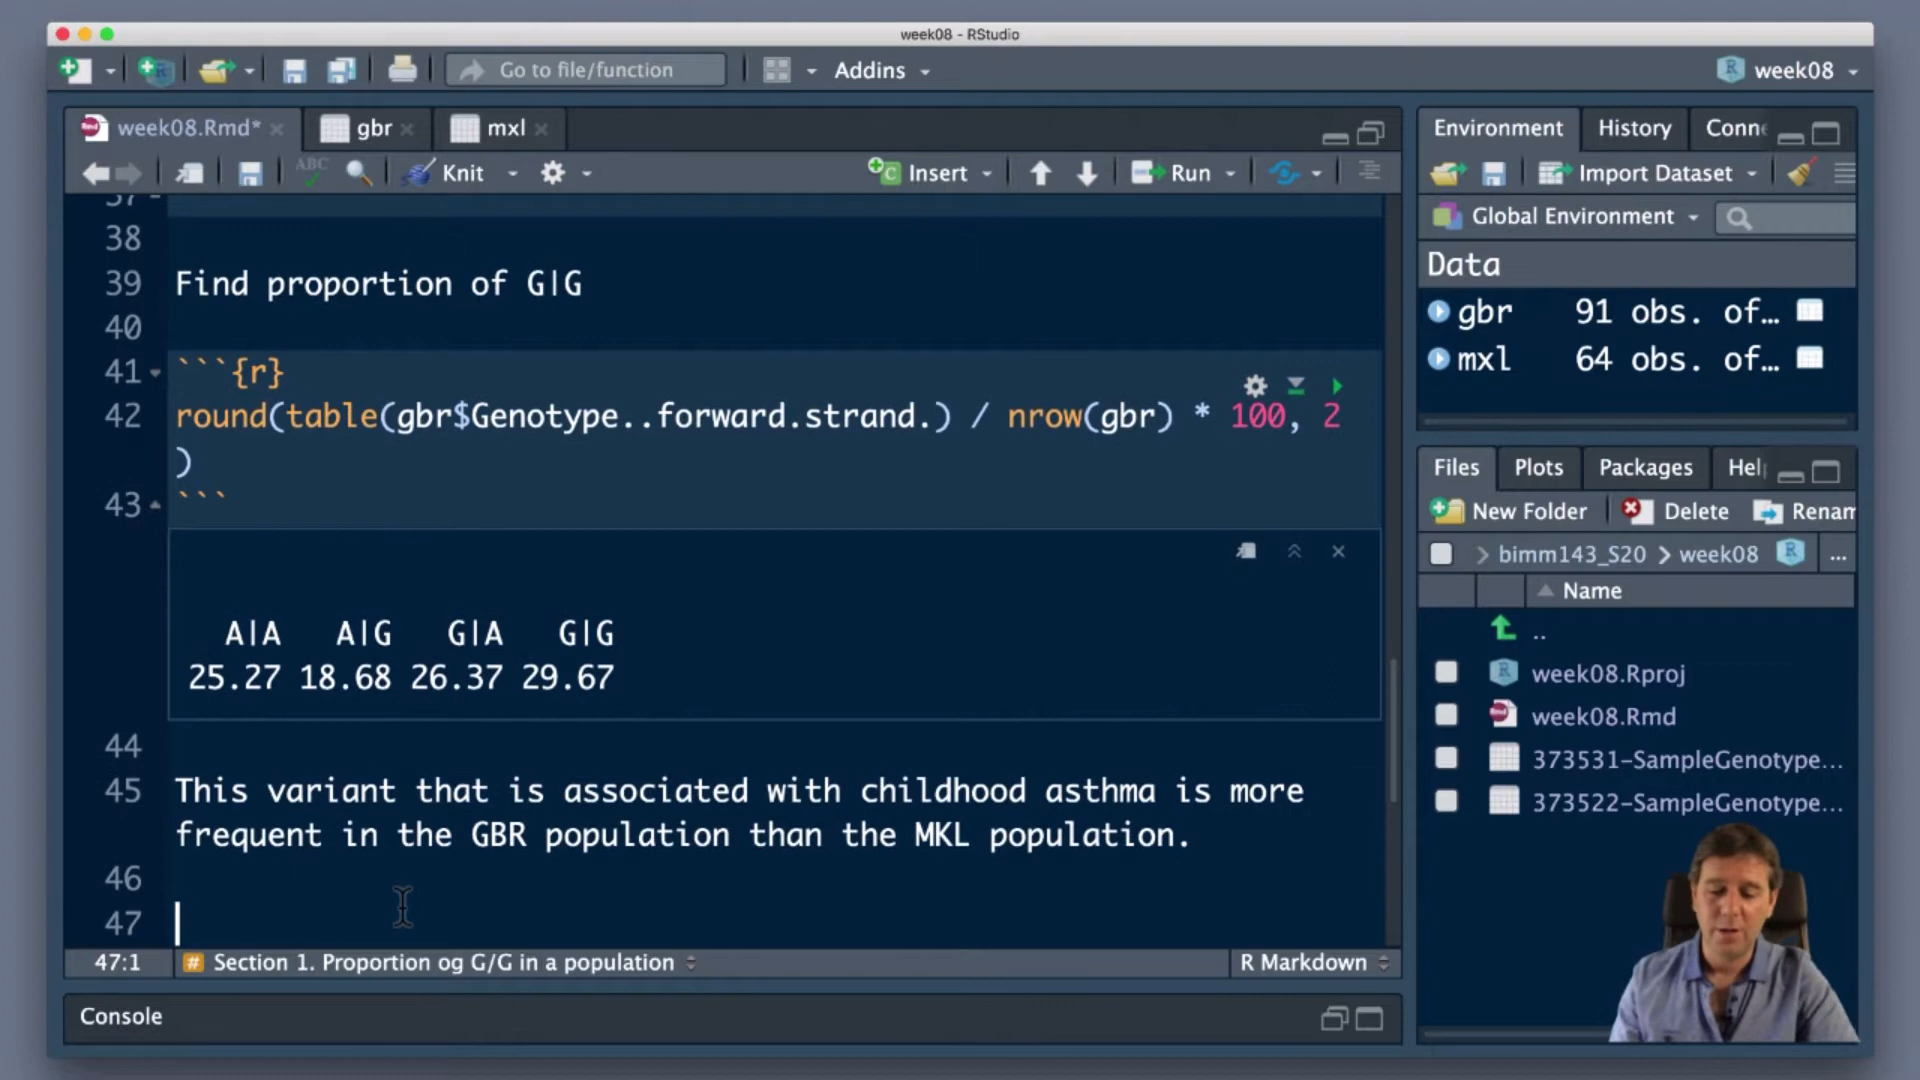 week08 - RStudio
Go to file/function
Addins
week08
week08.Rmd*
gbr
mxl
ABC
Knit
Insert
Run
37
38
39 Find proportion of G|G
40
41 ```{r}
42 round(table(gbr$Genotype..forward.strand.) / nrow(gbr) * 100, 2
)
43 ```
A|A A|G G|A G|G
25.27 18.68 26.37 29.67
44
45 This variant that is associated with childhood asthma is more
frequent in the GBR population than the MKL population.
46
47
47:1 # Section 1. Proportion og G/G in a population R Markdown
Console
Environment History Conne
Import Dataset
Global Environment
Data
gbr 91 obs. of…
mxl 64 obs. of…
Files Plots Packages Hel
New Folder Delete Renam
> bimm143_S20 > week08 R ...
Name
..
week08.Rproj
week08.Rmd
373531-SampleGenotype...
373522-SampleGenotype...